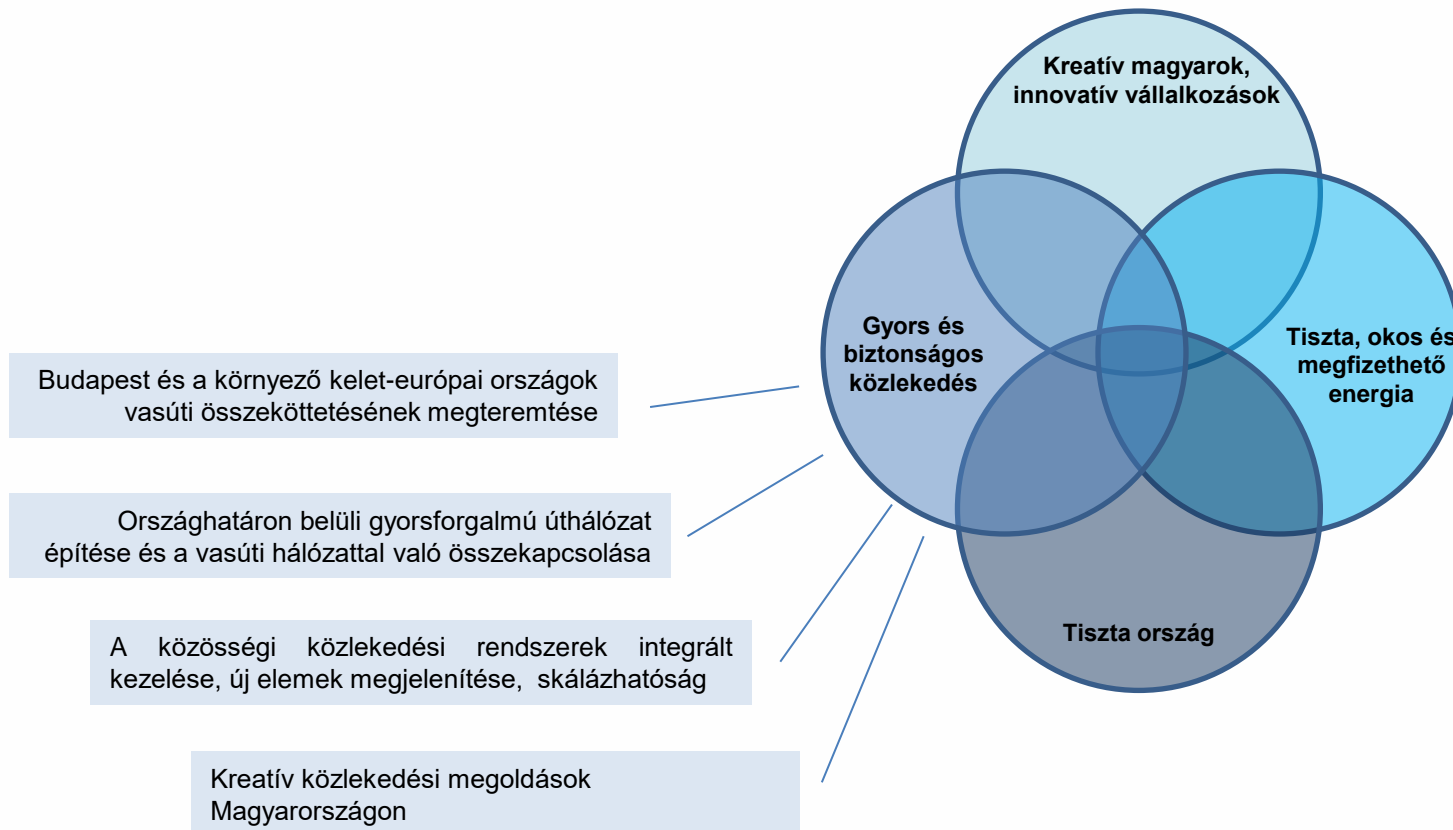 Kreatív magyarok,
innovatív vállalkozások
Gyors és
biztonságos
közlekedés
Tiszta, okos és
megfizethető
energia
Budapest és a környező kelet-európai országok
vasúti összeköttetésének megteremtése
Országhatáron belüli gyorsforgalmú úthálózat
építése és a vasúti hálózattal való összekapcsolása
Tiszta ország
A közösségi közlekedési rendszerek integrált
kezelése, új elemek megjelenítése, skálázhatóság
Kreatív közlekedési megoldások
Magyarországon